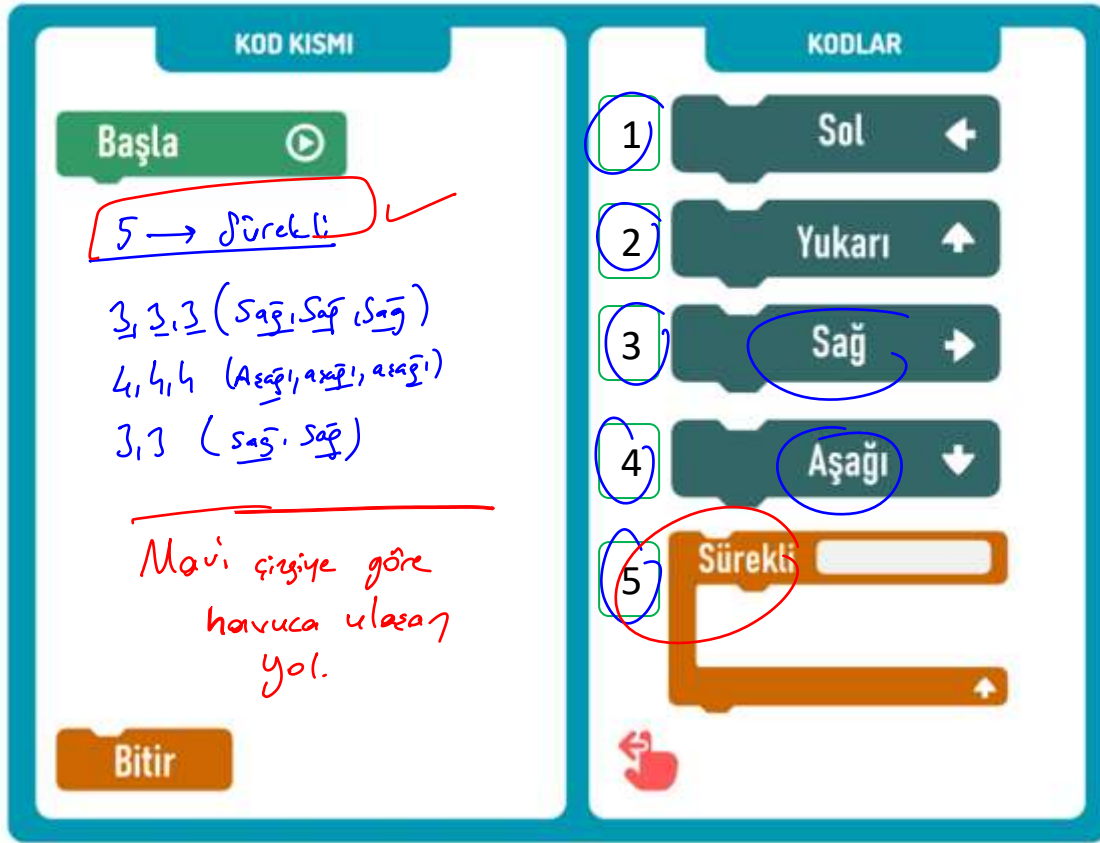 KOD KISMI
Başla
5 → Sürekli
3, 3, 3 (Sağ, Sağ, Sağ)
4, 4, 4 (Aşağı, aşağı, aşağı)
3, 3 (Sağ, Sağ)
Mavi çizgiye göre
havuca ulaşan
yol.
Bitir
KODLAR
1 Sol
2 Yukarı
3 Sağ
4 Aşağı
5 Sürekli